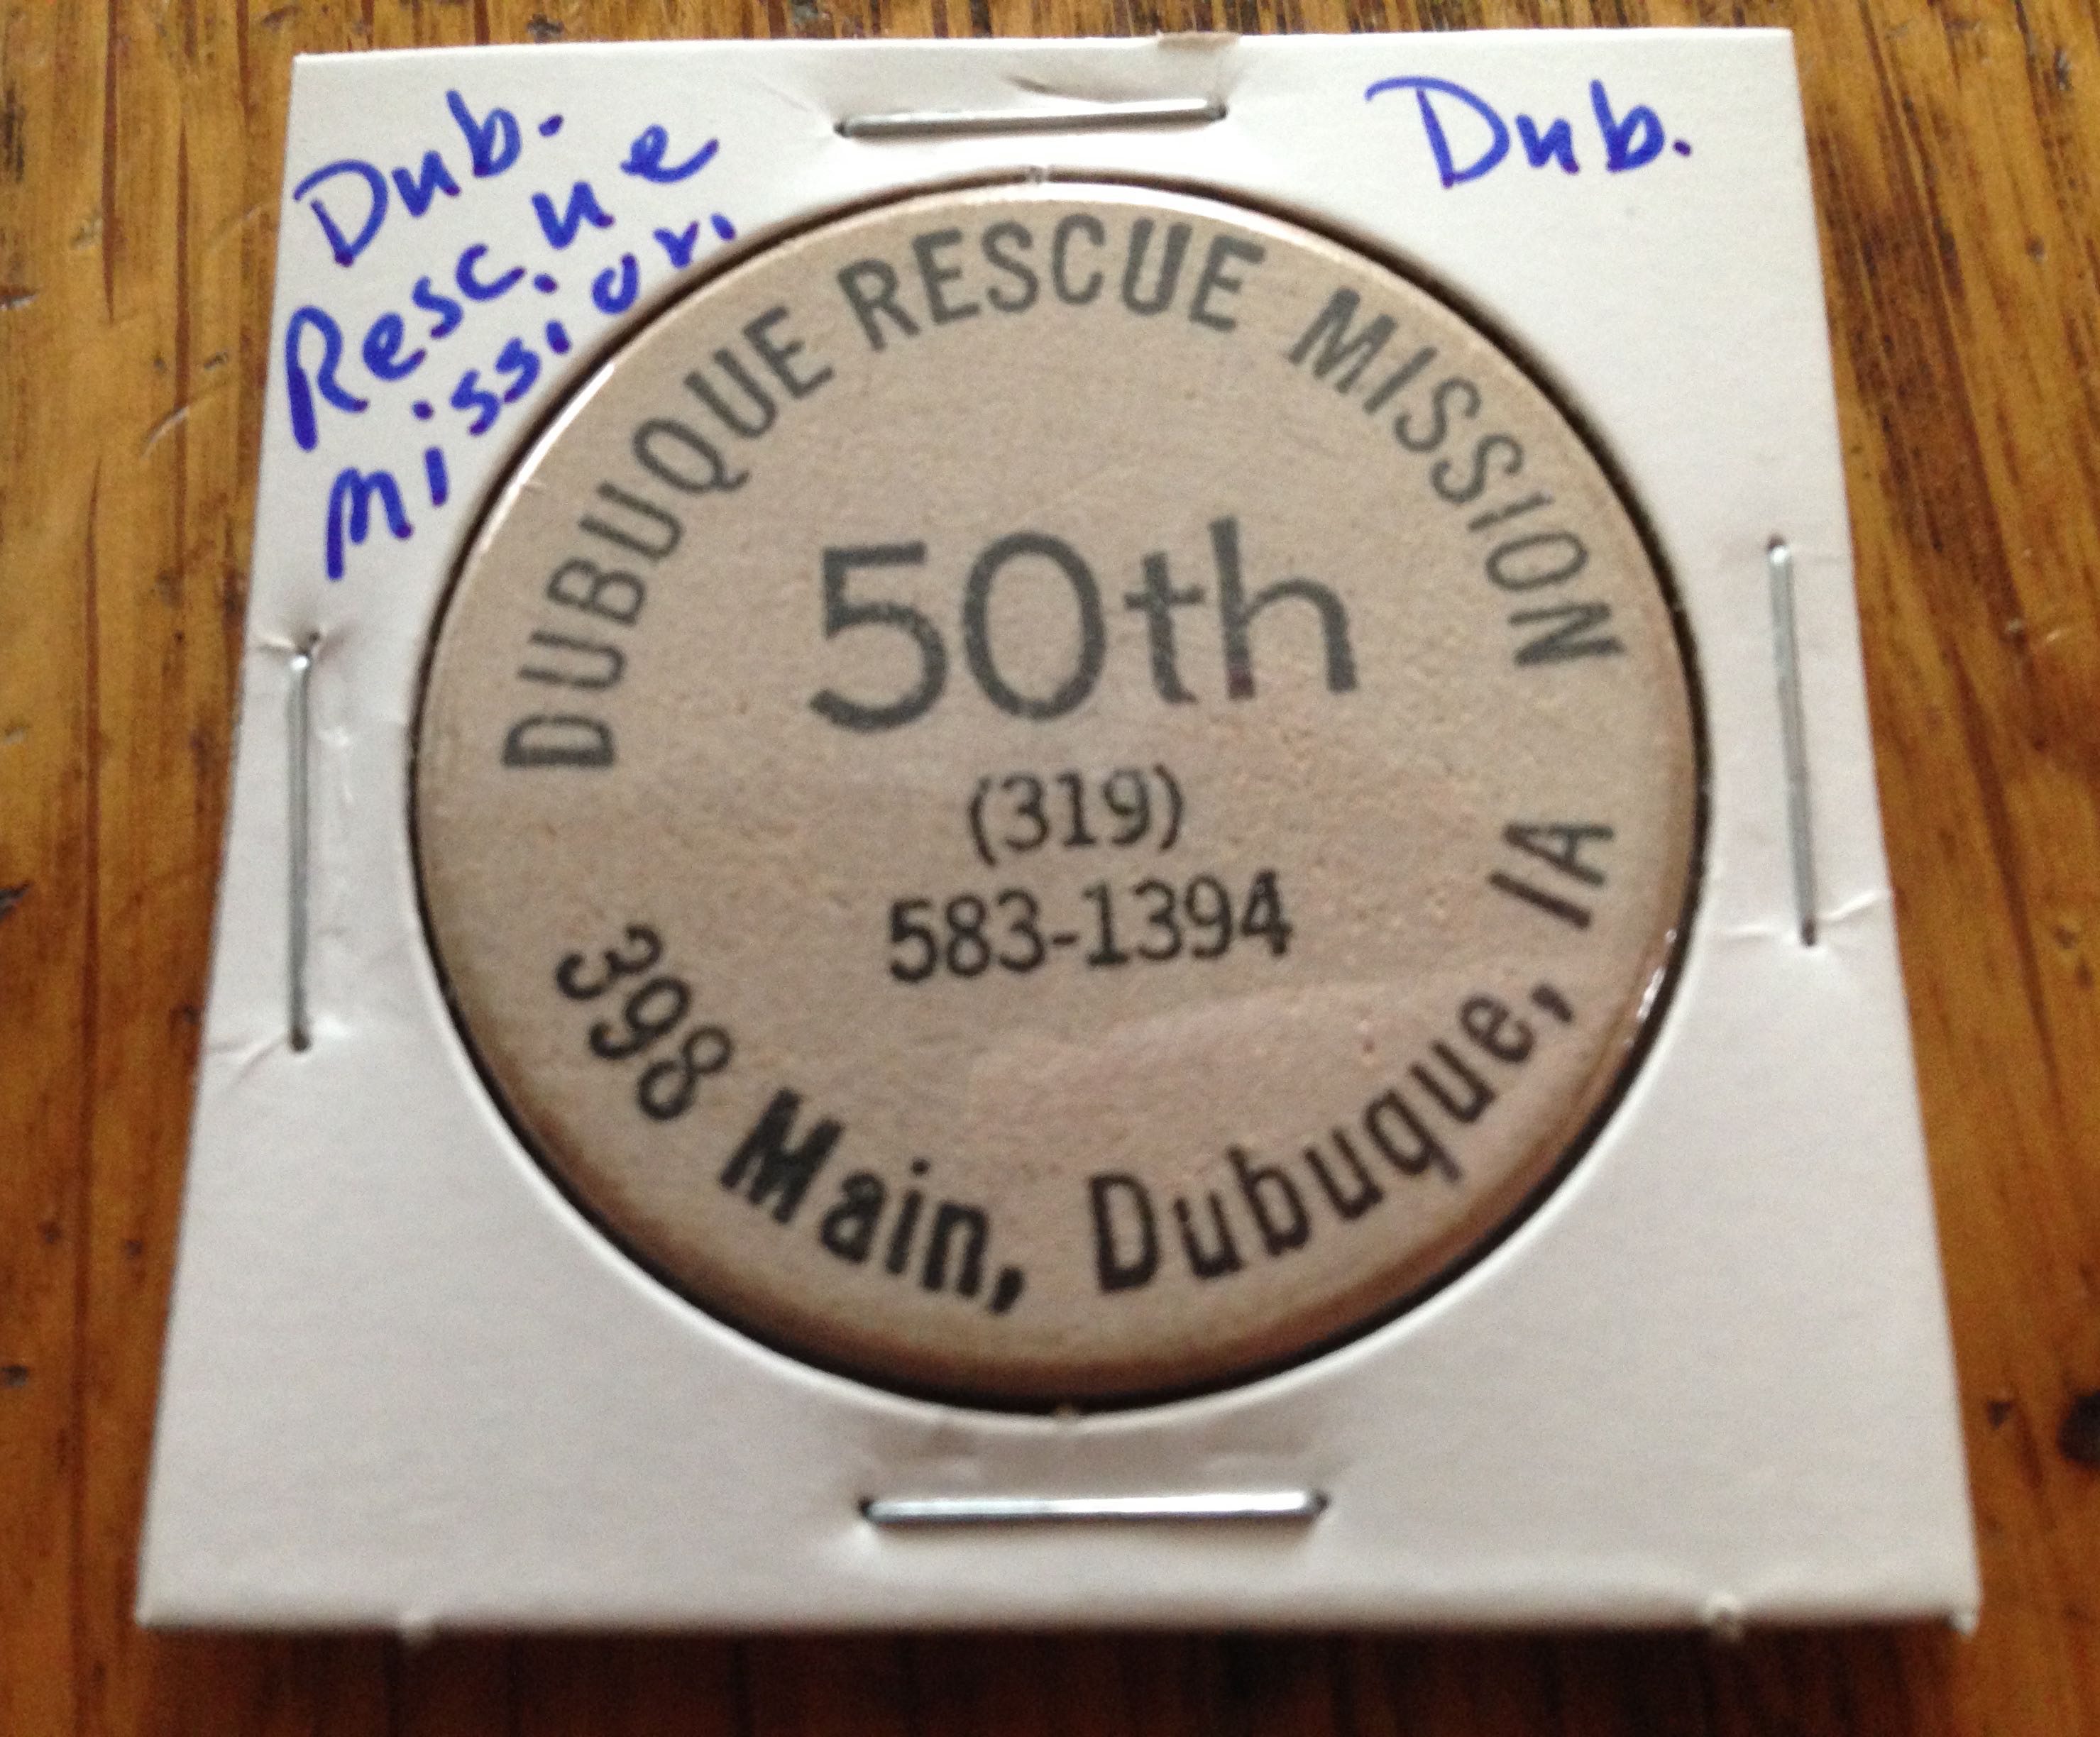 Dub.
Rescue
Mission
Dub.
DUBUQUE RESCUE MISSION
50th
(319)
583-1394
398 Main, Dubuque, IA